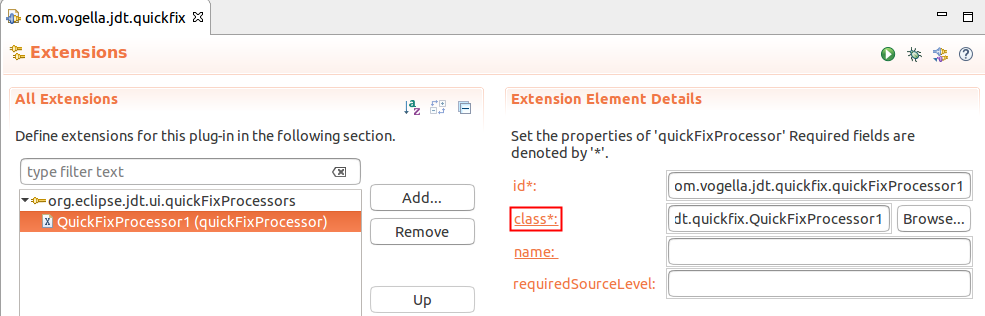 com.vogella.jdt.quickfix
Extensions
All Extensions
Define extensions for this plug-in in the following section.
type filter text
org.eclipse.jdt.ui.quickFixProcessors
QuickFixProcessor1 (quickFixProcessor)
Add...
Remove
Up
Extension Element Details
Set the properties of 'quickFixProcessor' Required fields are
denoted by '*'.
id*:
om.vogella.jdt.quickfix.quickFixProcessor1
class*:
dt.quickfix.QuickFixProcessor1
Browse...
name:
requiredSourceLevel: